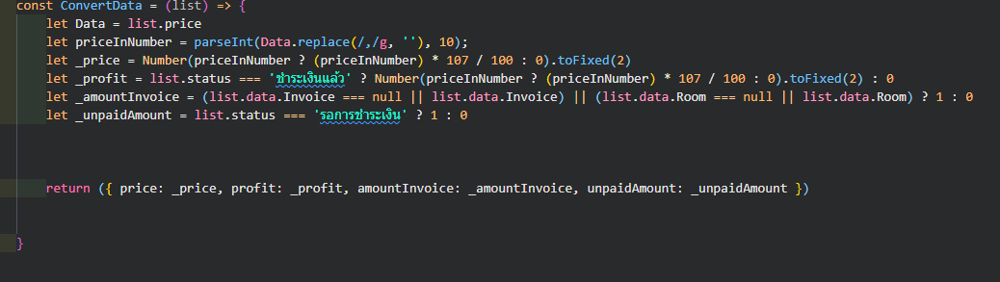 const ConvertData = (list) => {
let Data = list.price
let priceInNumber = parseInt(Data.replace(/,/g, ''), 10);
let _price = Number(priceInNumber ? (priceInNumber) * 107 / 100 : 0).toFixed(2)
let _profit = list.status === 'ชำระเงินแล้ว' ? Number(priceInNumber ? (priceInNumber) * 107 / 100 : 0).toFixed(2) : 0
let _amountInvoice = (list.data.Invoice === null || list.data.Invoice) || (list.data.Room === null || list.data.Room) ? 1 : 0
let _unpaidAmount = list.status === 'รอการชำระเงิน' ? 1 : 0
return ({ price: _price, profit: _profit, amountInvoice: _amountInvoice, unpaidAmount: _unpaidAmount })
}